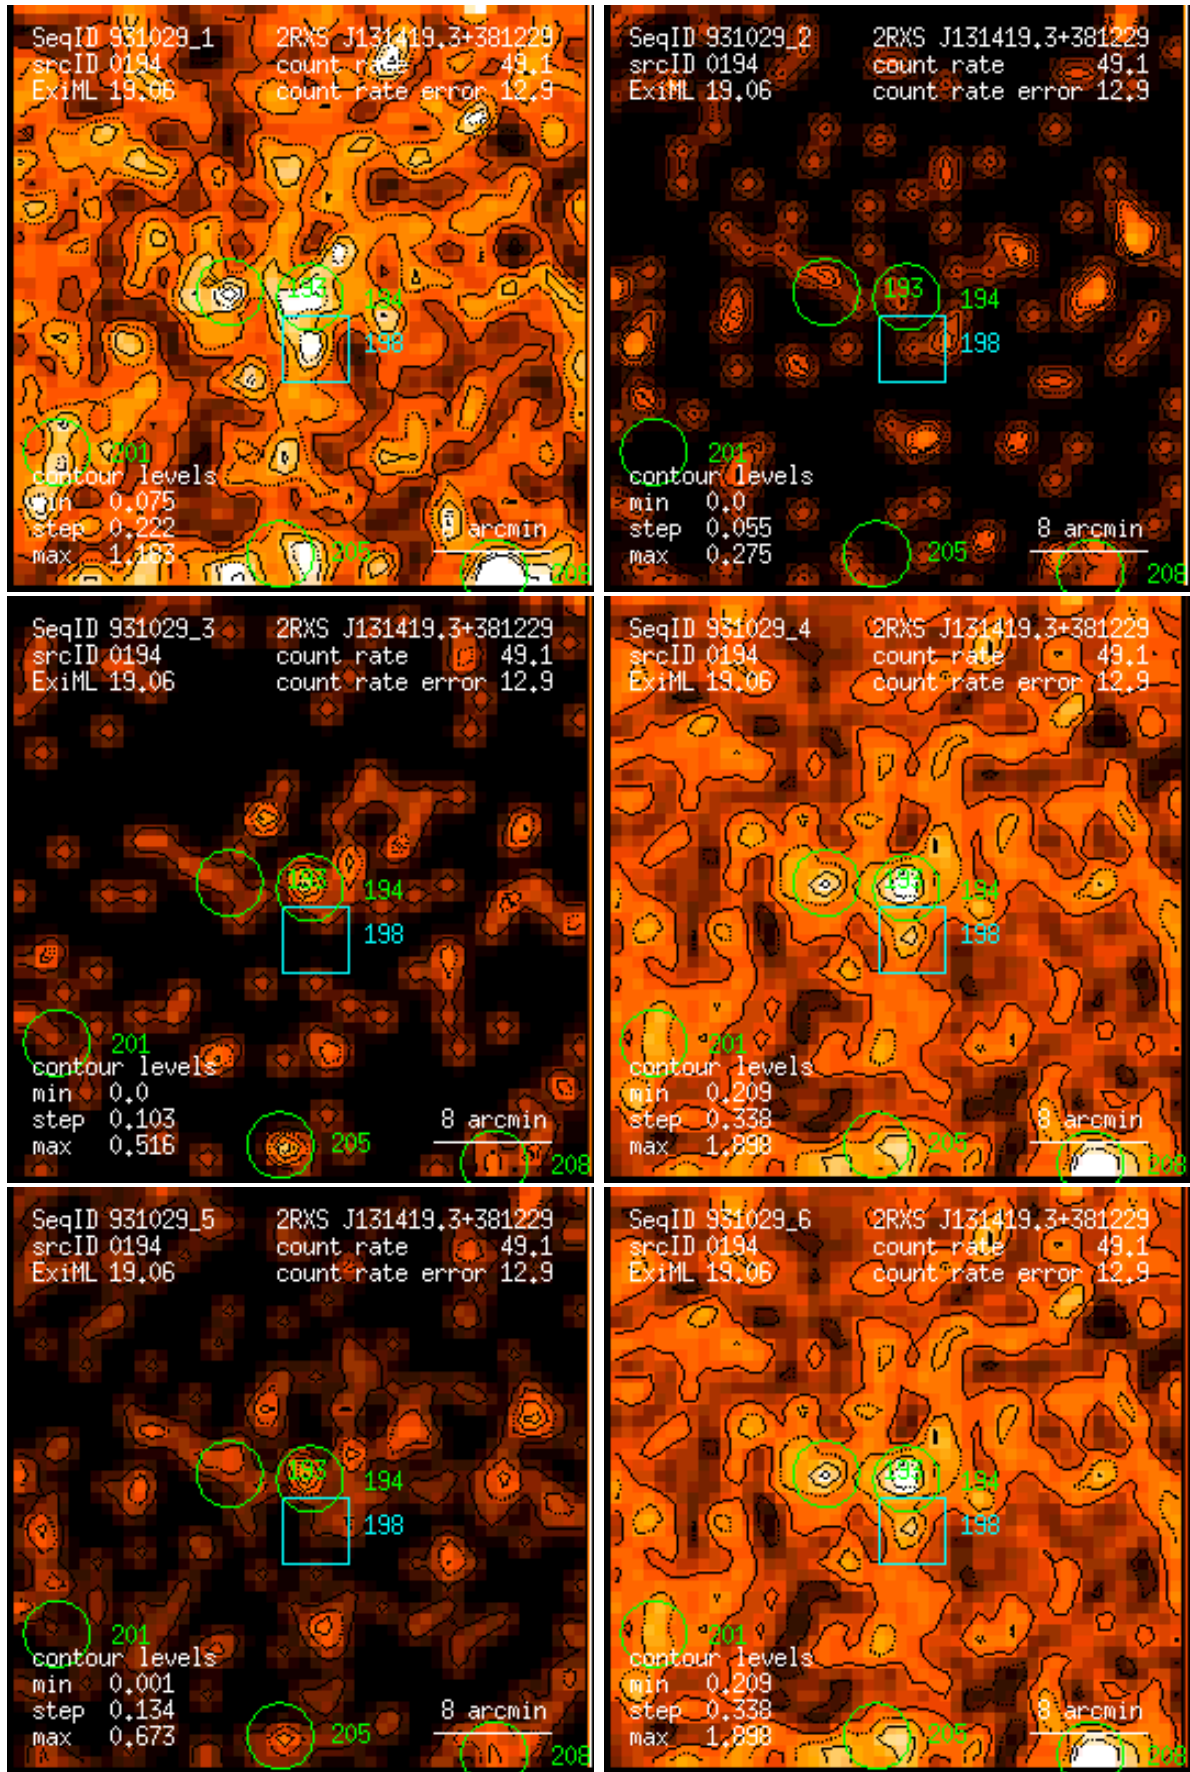 SeqID 931029_1 2RXS J131419.3+381229
srcID 0194 count rate 49.1
ExiML 19.06 count rate error 12.9
193
194
198
201
contour levels
min 0.075
step 0.222 8 arcmin
max 1.183 205
208
SeqID 931029_2 2RXS J131419.3+381229
srcID 0194 count rate 49.1
ExiML 19.06 count rate error 12.9
193
194
198
201
contour levels
min 0.0
step 0.055 8 arcmin
max 0.275 205
208
SeqID 931029_3 2RXS J131419.3+381229
srcID 0194 count rate 49.1
ExiML 19.06 count rate error 12.9
193
194
198
201
contour levels
min 0.0
step 0.103 8 arcmin
max 0.516 205
208
SeqID 931029_4 2RXS J131419.3+381229
srcID 0194 count rate 49.1
ExiML 19.06 count rate error 12.9
193
194
198
201
contour levels
min 0.209
step 0.338 8 arcmin
max 1.898 205
208
SeqID 931029_5 2RXS J131419.3+381229
srcID 0194 count rate 49.1
ExiML 19.06 count rate error 12.9
193
194
198
201
contour levels
min 0.001
step 0.134 8 arcmin
max 0.673 205
208
SeqID 931029_6 2RXS J131419.3+381229
srcID 0194 count rate 49.1
ExiML 19.06 count rate error 12.9
193
194
198
201
contour levels
min 0.209
step 0.338 8 arcmin
max 1.898 205
208